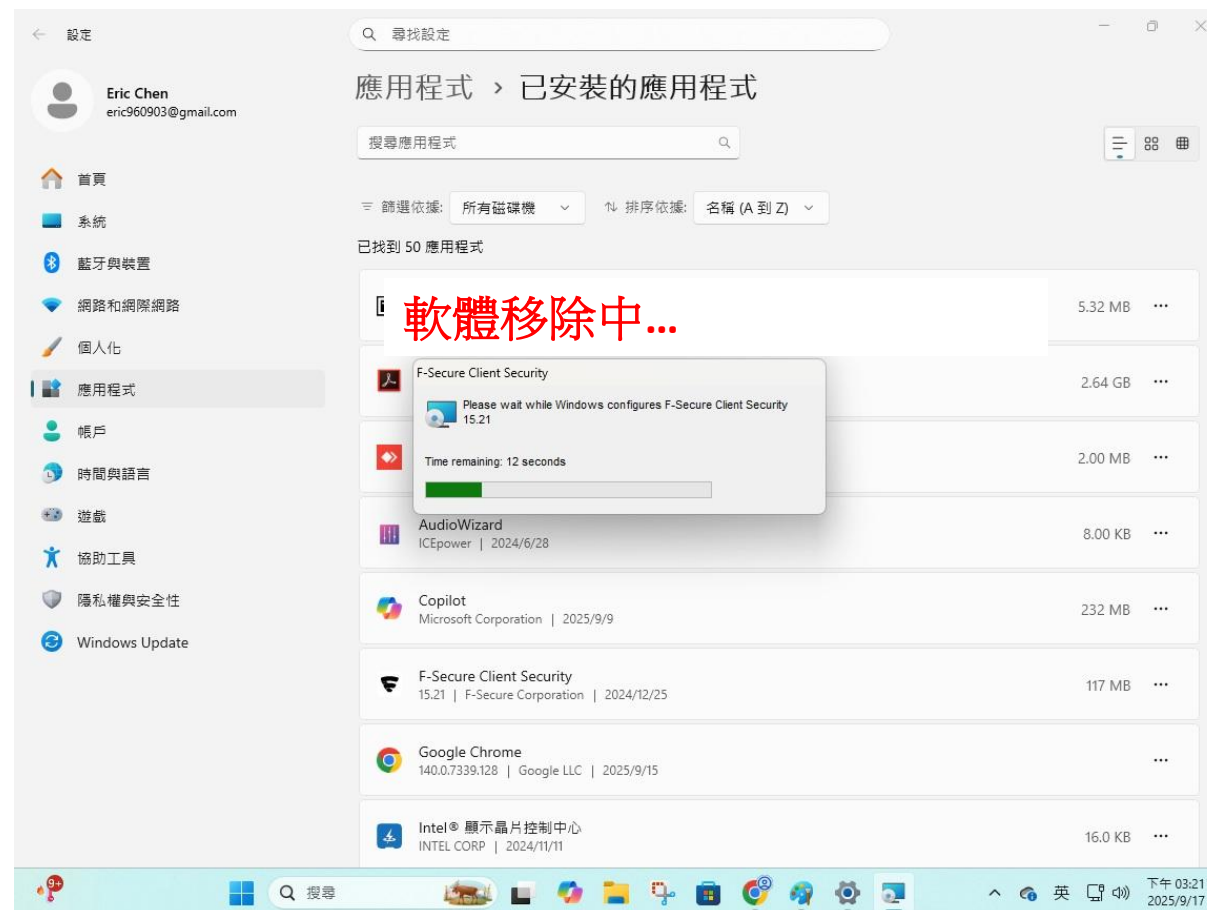 設定
尋找設定
Eric Chen
eric960903@gmail.com
應用程式 › 已安裝的應用程式
搜尋應用程式
首頁
系統
藍牙與裝置
網路和網際網路
個人化
應用程式
帳戶
時間與語言
遊戲
協助工具
隱私權與安全性
Windows Update
篩選依據: 所有磁碟機 排序依據: 名稱 (A 到 Z)
已找到 50 應用程式
軟體移除中...
5.32 MB
2.64 GB
F-Secure Client Security
Please wait while Windows configures F-Secure Client Security
15.21
Time remaining: 12 seconds
2.00 MB
AudioWizard
ICEpower | 2024/6/28
8.00 KB
Copilot
Microsoft Corporation | 2025/9/9
232 MB
F-Secure Client Security
15.21 | F-Secure Corporation | 2024/12/25
117 MB
Google Chrome
140.0.7339.128 | Google LLC | 2025/9/15
Intel® 顯示晶片控制中心
INTEL CORP | 2024/11/11
16.0 KB
9+
搜尋
英
下午 03:21
2025/9/17